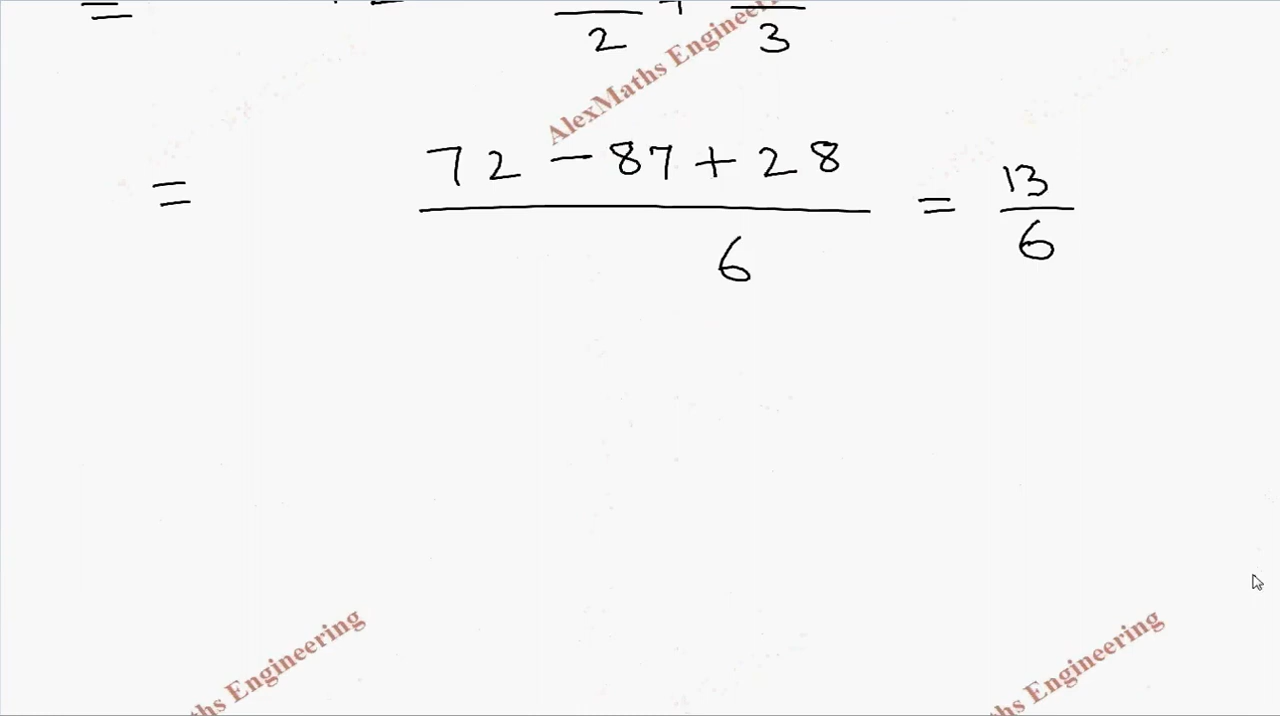 = 2 + 3
AlexMaths Engineering
= 72 - 87 + 28 / 6 = 13 / 6
ths Engineering
ths Engineering